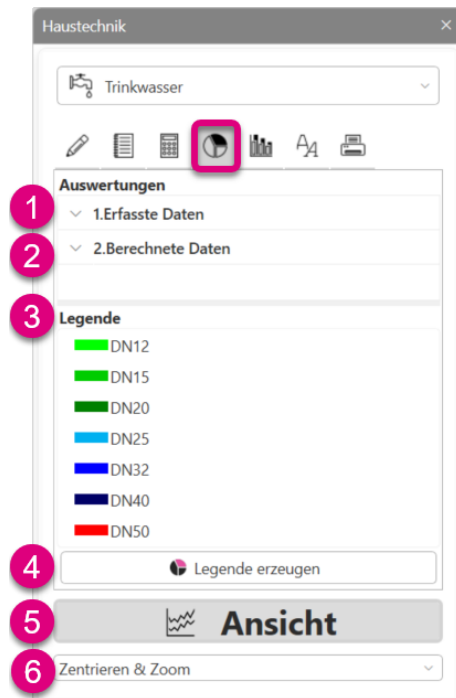 Haustechnik
Trinkwasser
Auswertungen
1 1.Erfasste Daten
2 2.Berechnete Daten
3 Legende
DN12
DN15
DN20
DN25
DN32
DN40
DN50
4 Legende erzeugen
5 Ansicht
6 Zentrieren & Zoom